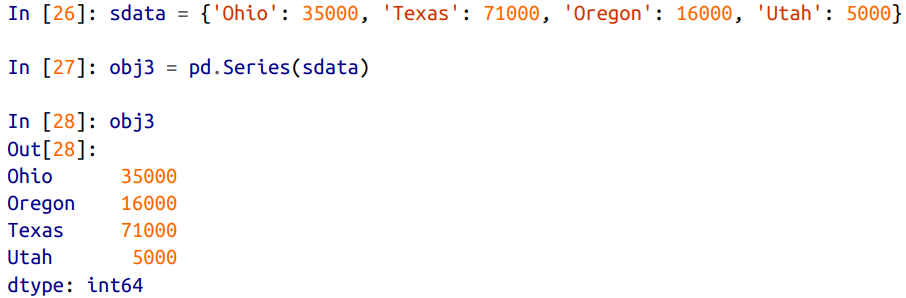 In [26]: sdata = {'Ohio': 35000, 'Texas': 71000, 'Oregon': 16000, 'Utah': 5000}
In [27]: obj3 = pd.Series(sdata)
In [28]: obj3
Out[28]:
Ohio 35000
Oregon 16000
Texas 71000
Utah 5000
dtype: int64